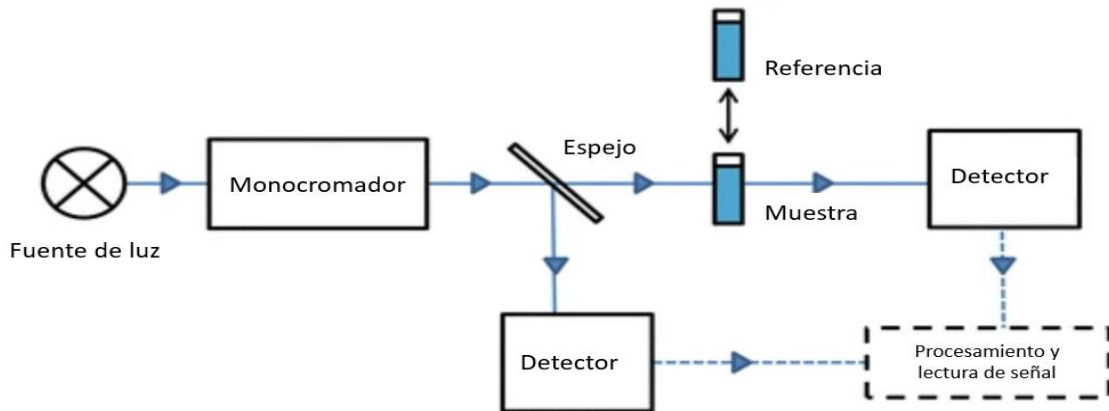 Referencia
Espejo
Monocromador
Detector
Muestra
Fuente de luz
Detector
Procesamiento y
lectura de señal